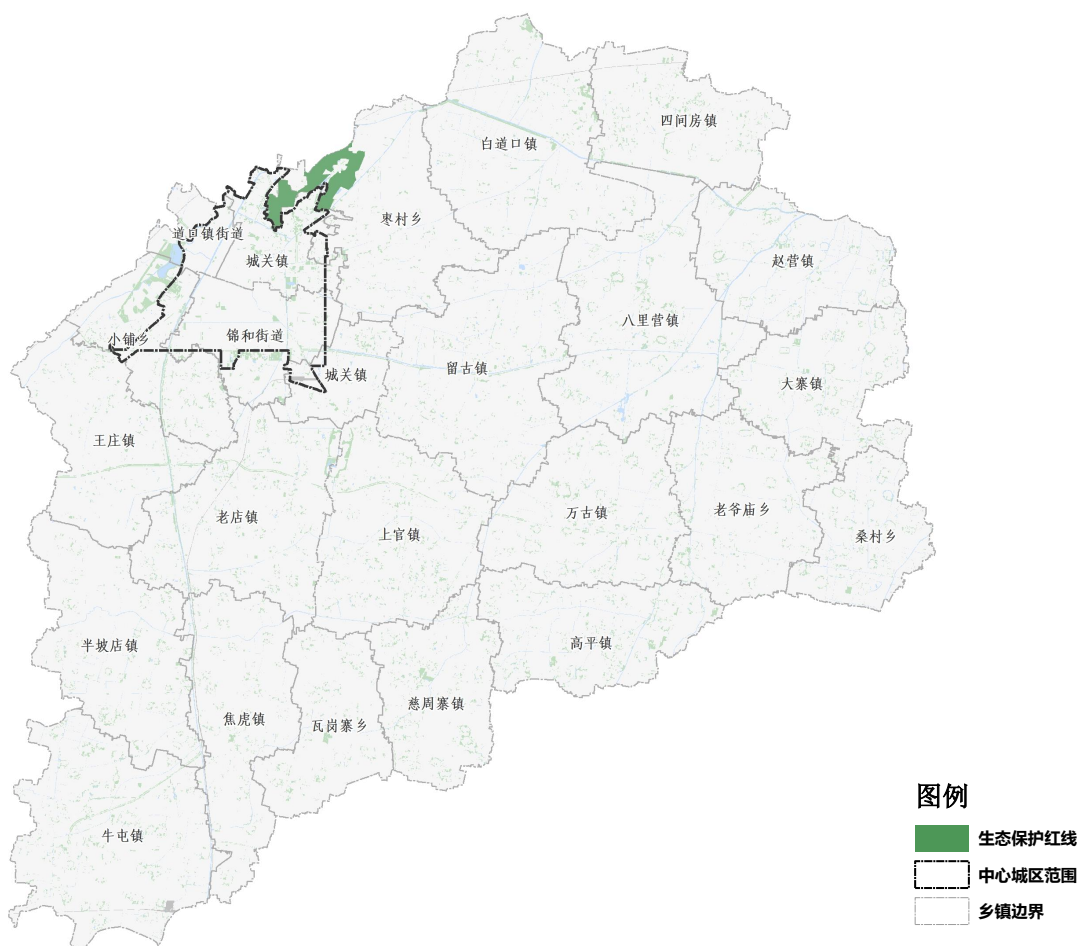 四间房镇
白道口镇
枣村乡
道口镇街道
城关镇
赵营镇
八里营镇
小铺乡
锦和街道
城关镇
留古镇
大寨镇
王庄镇
老店镇
上官镇
万古镇
老爷庙乡
桑村乡
半坡店镇
高平镇
慈周寨镇
焦虎镇
瓦岗寨乡
牛屯镇
图例
生态保护红线
中心城区范围
乡镇边界